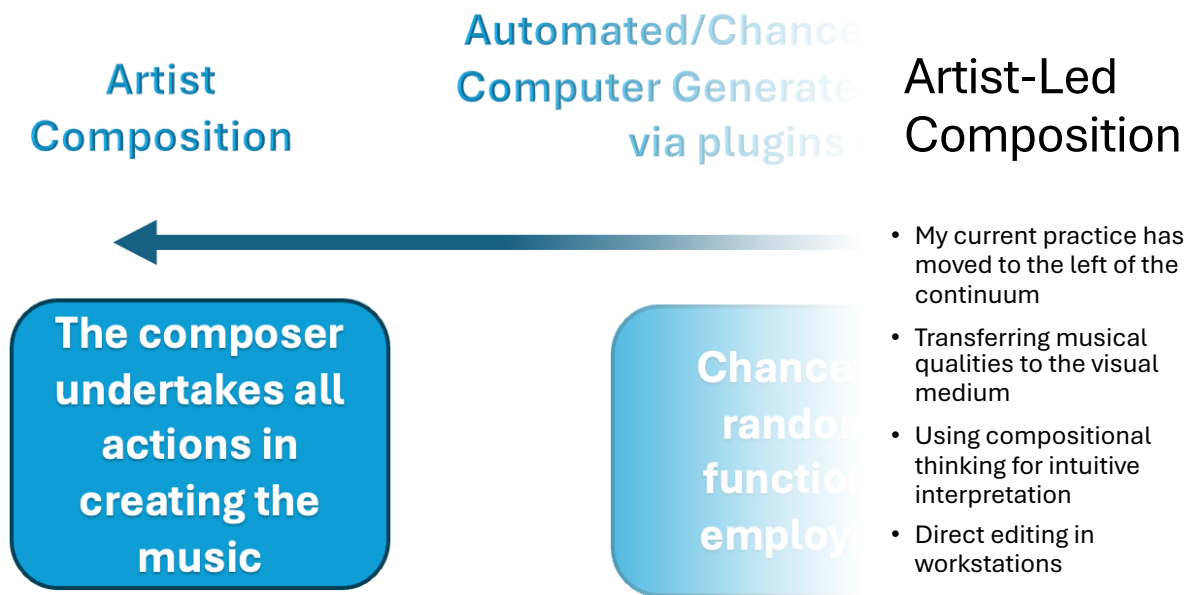 Artist
Composition
Automated/Chance
Computer Generate
via plugins
Artist-Led
Composition
The composer
undertakes all
actions in
creating the
music
Chance
rando
functio
employe
• My current practice has
moved to the left of the
continuum
• Transferring musical
qualities to the visual
medium
• Using compositional
thinking for intuitive
interpretation
• Direct editing in
workstations